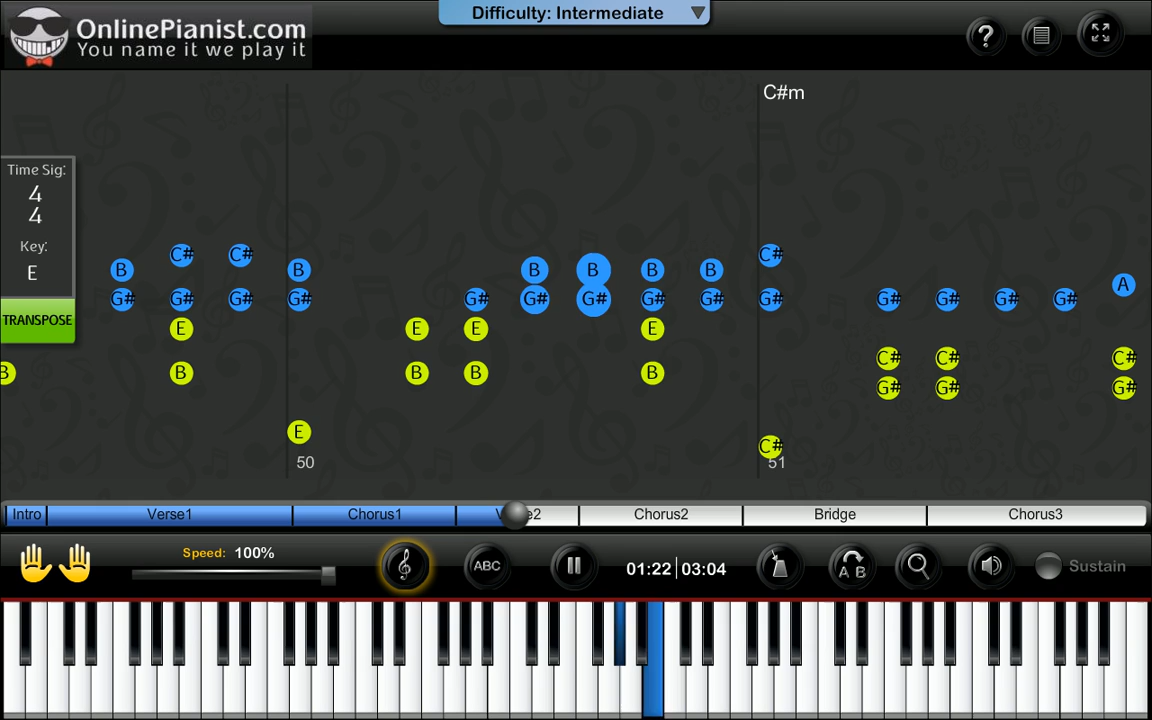 Difficulty: Intermediate
OnlinePianist.com
You name it we play it
?
C#m
Time Sig:
4
4
Key:
E
TRANSPOSE
C# C# C#
B B B B B B
A
G# G# G# G# G# G# G# G# G# G# G# G# G# G#
E E E E
C# C# C#
B B B B B
G# G# G#
E
C#
50 51
Intro Verse1 Chorus1 Chorus2 Bridge Chorus3
Speed: 100%
ABC
01:22 03:04
A B
Sustain